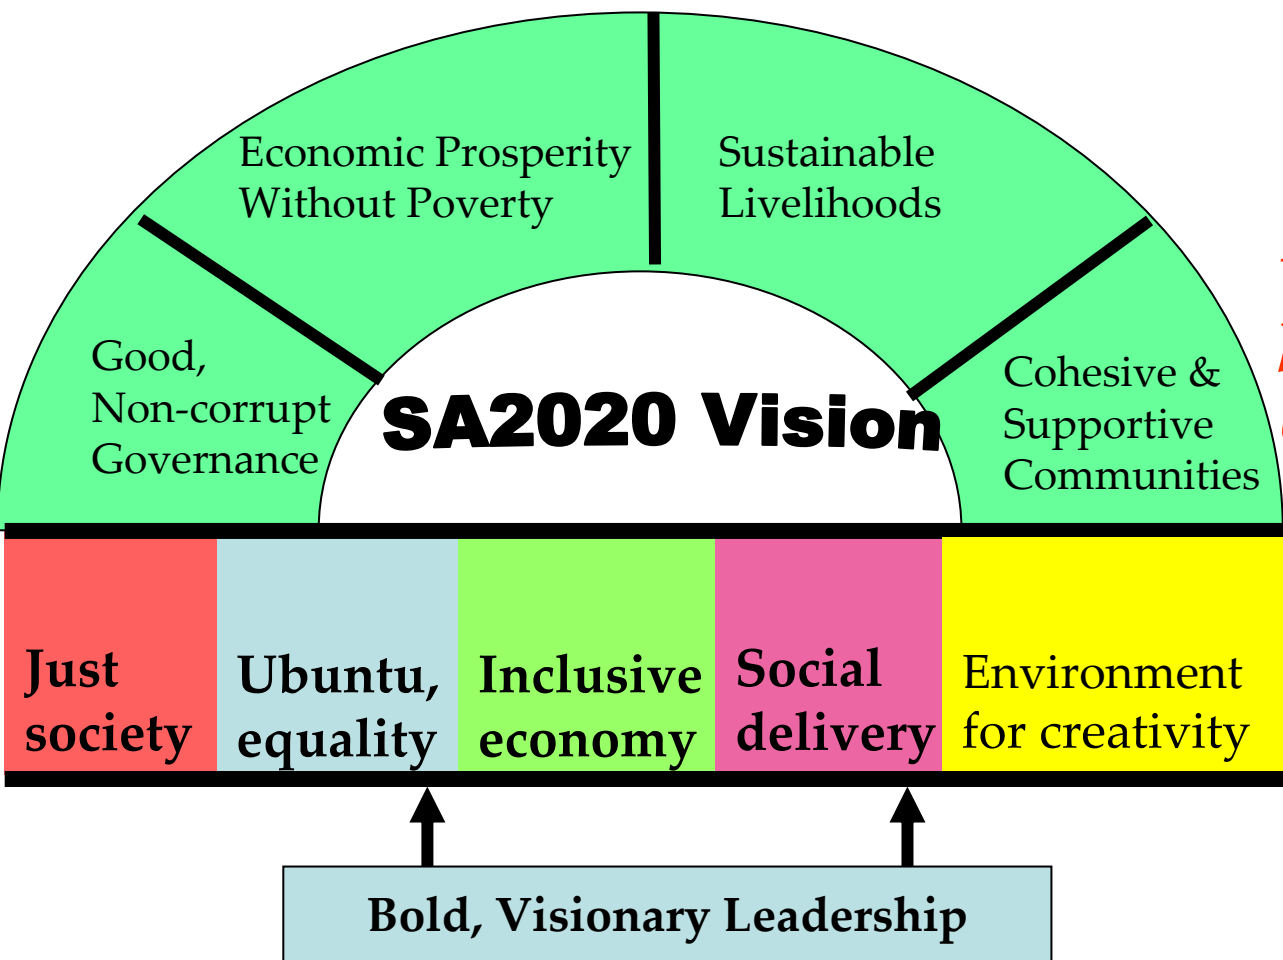 Economic Prosperity
Without Poverty
Sustainable
Livelihoods
Good,
Non-corrupt
Governance
SA2020 Vision
Cohesive &
Supportive
Communities
Just
society
Ubuntu,
equality
Inclusive
economy
Social
delivery
Environment
for creativity
Bold, Visionary Leadership